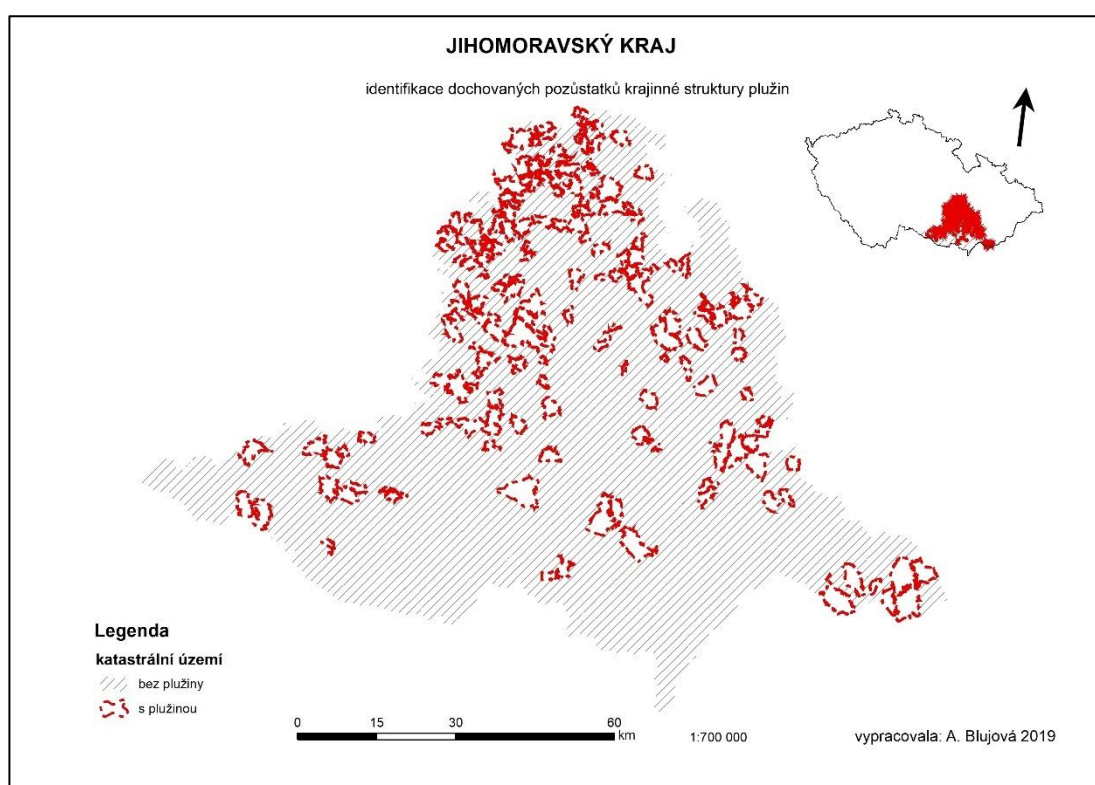 JIHOMORAVSKÝ KRAJ
identifikace dochovaných pozůstatků krajinné struktury plužin
Legenda
katastrální území
bez plužiny
s plužinou
0 15 30 60
km
1:700 000
vypracovala: A. Blujová 2019